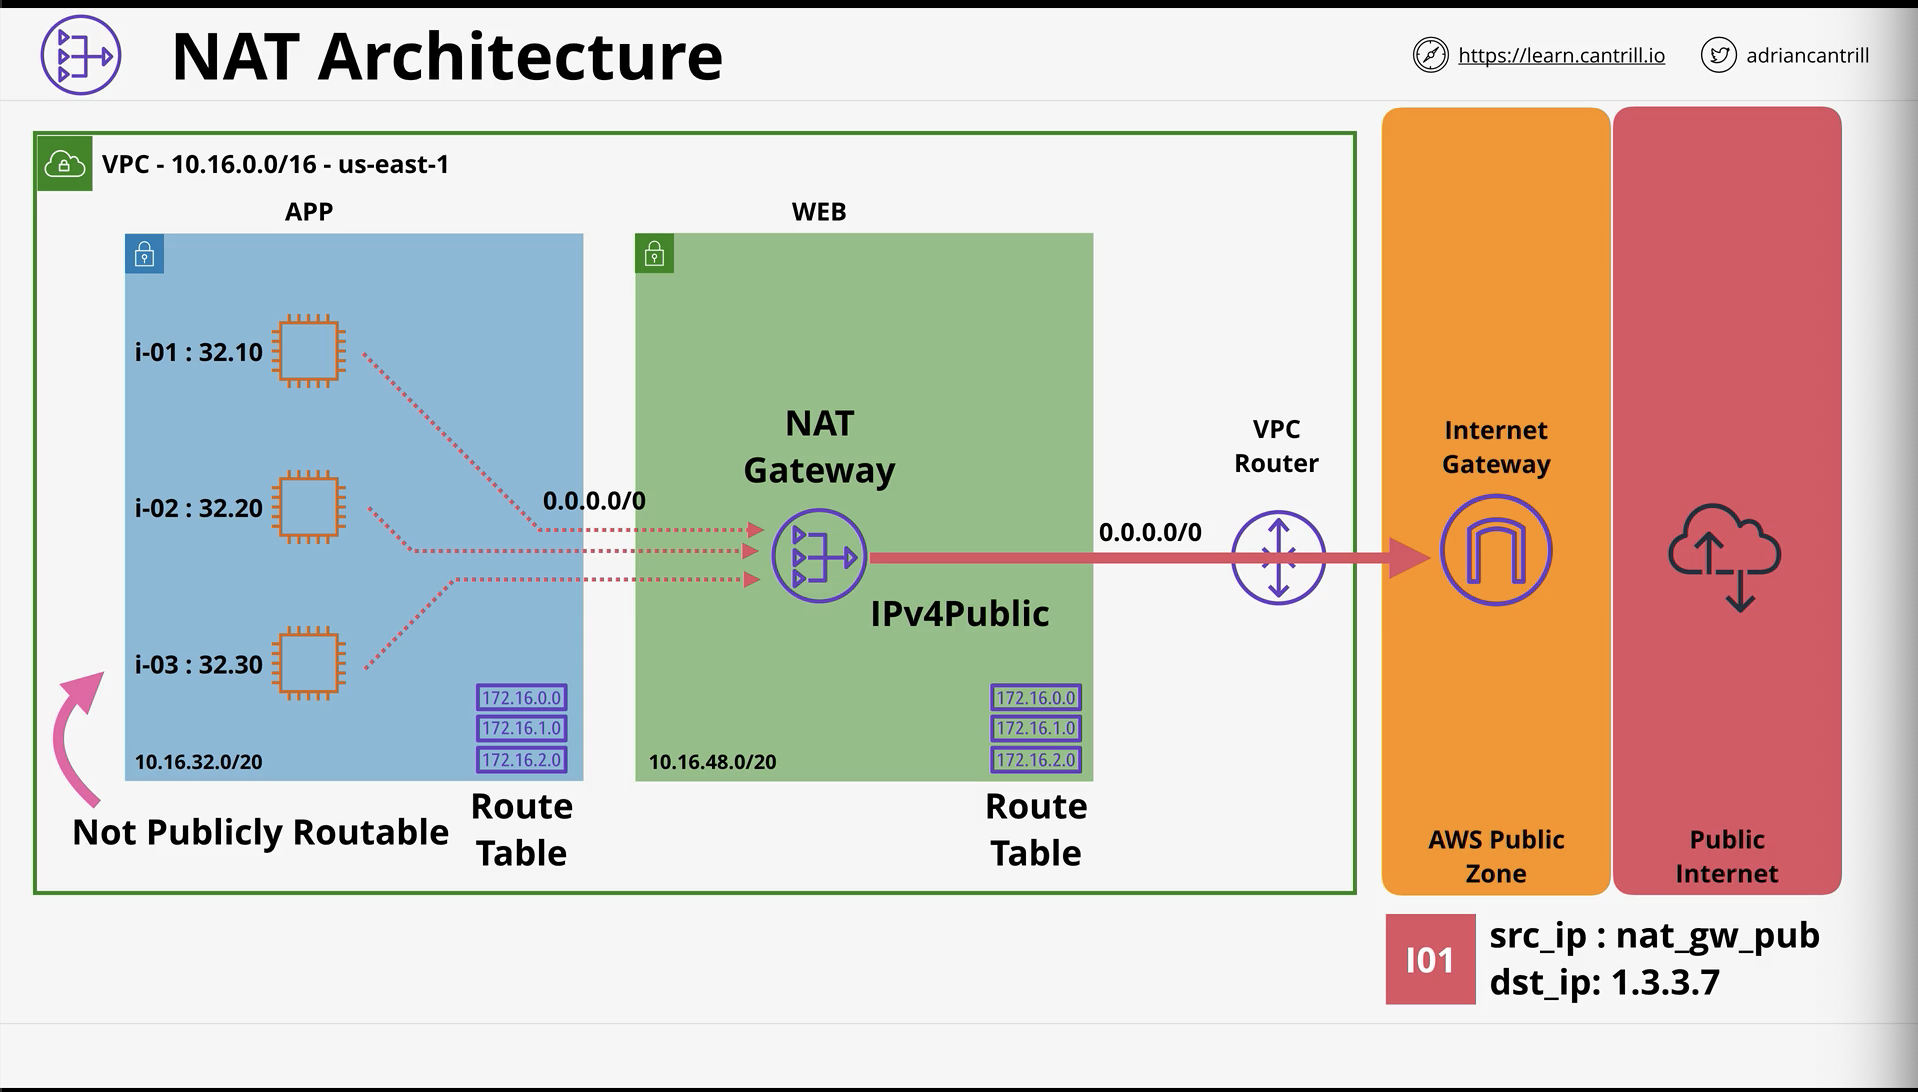 NAT Architecture
https://learn.cantrill.io
adriancantrill
VPC - 10.16.0.0/16 - us-east-1
APP
WEB
i-01 : 32.10
i-02 : 32.20
i-03 : 32.30
0.0.0.0/0
NAT
Gateway
IPv4Public
0.0.0.0/0
VPC
Router
Internet
Gateway
172.16.0.0
172.16.1.0
172.16.2.0
10.16.32.0/20
172.16.0.0
172.16.1.0
172.16.2.0
10.16.48.0/20
Not Publicly Routable
Route
Table
Route
Table
AWS Public
Zone
Public
Internet
I01
src_ip : nat_gw_pub
dst_ip: 1.3.3.7